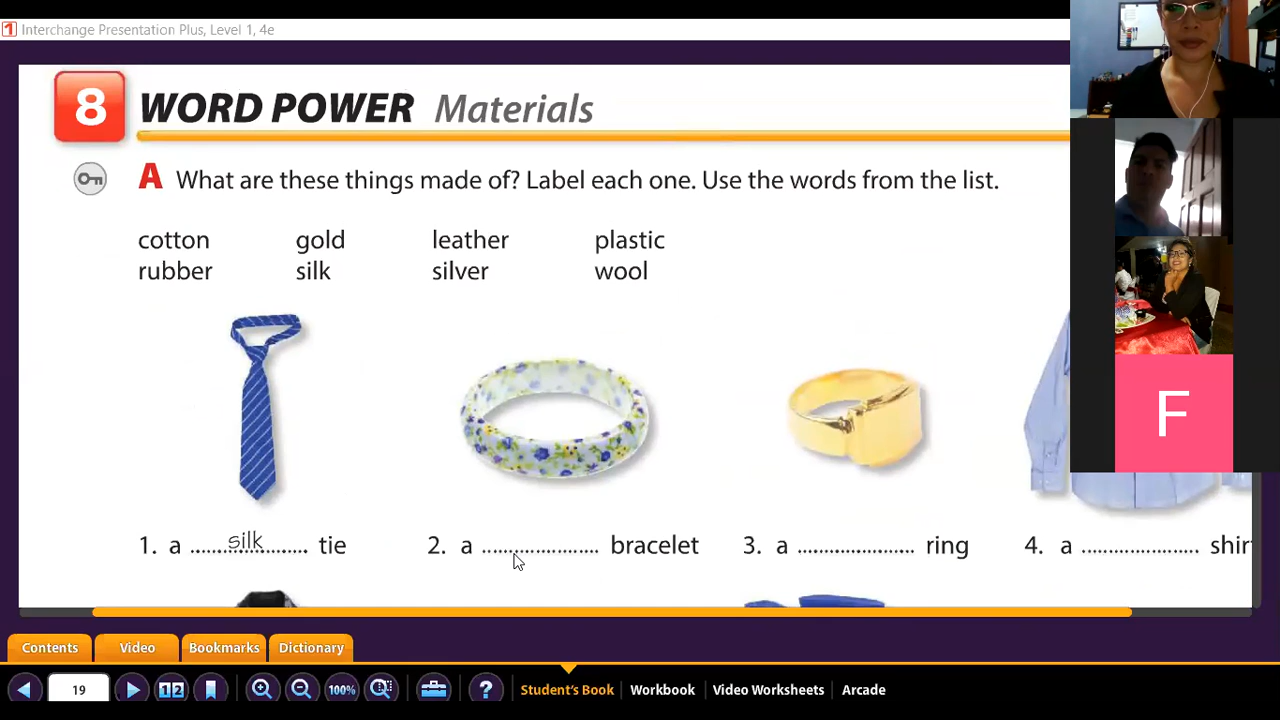 Interchange Presentation Plus, Level 1, 4e
8 WORD POWER Materials
A What are these things made of? Label each one. Use the words from the list.
cotton gold leather plastic
rubber silk silver wool
1. a ....silk.... tie 2. a .................... bracelet 3. a .................... ring 4. a .................... shir
F
Contents Video Bookmarks Dictionary
19 12 100% ? Student's Book Workbook Video Worksheets Arcade